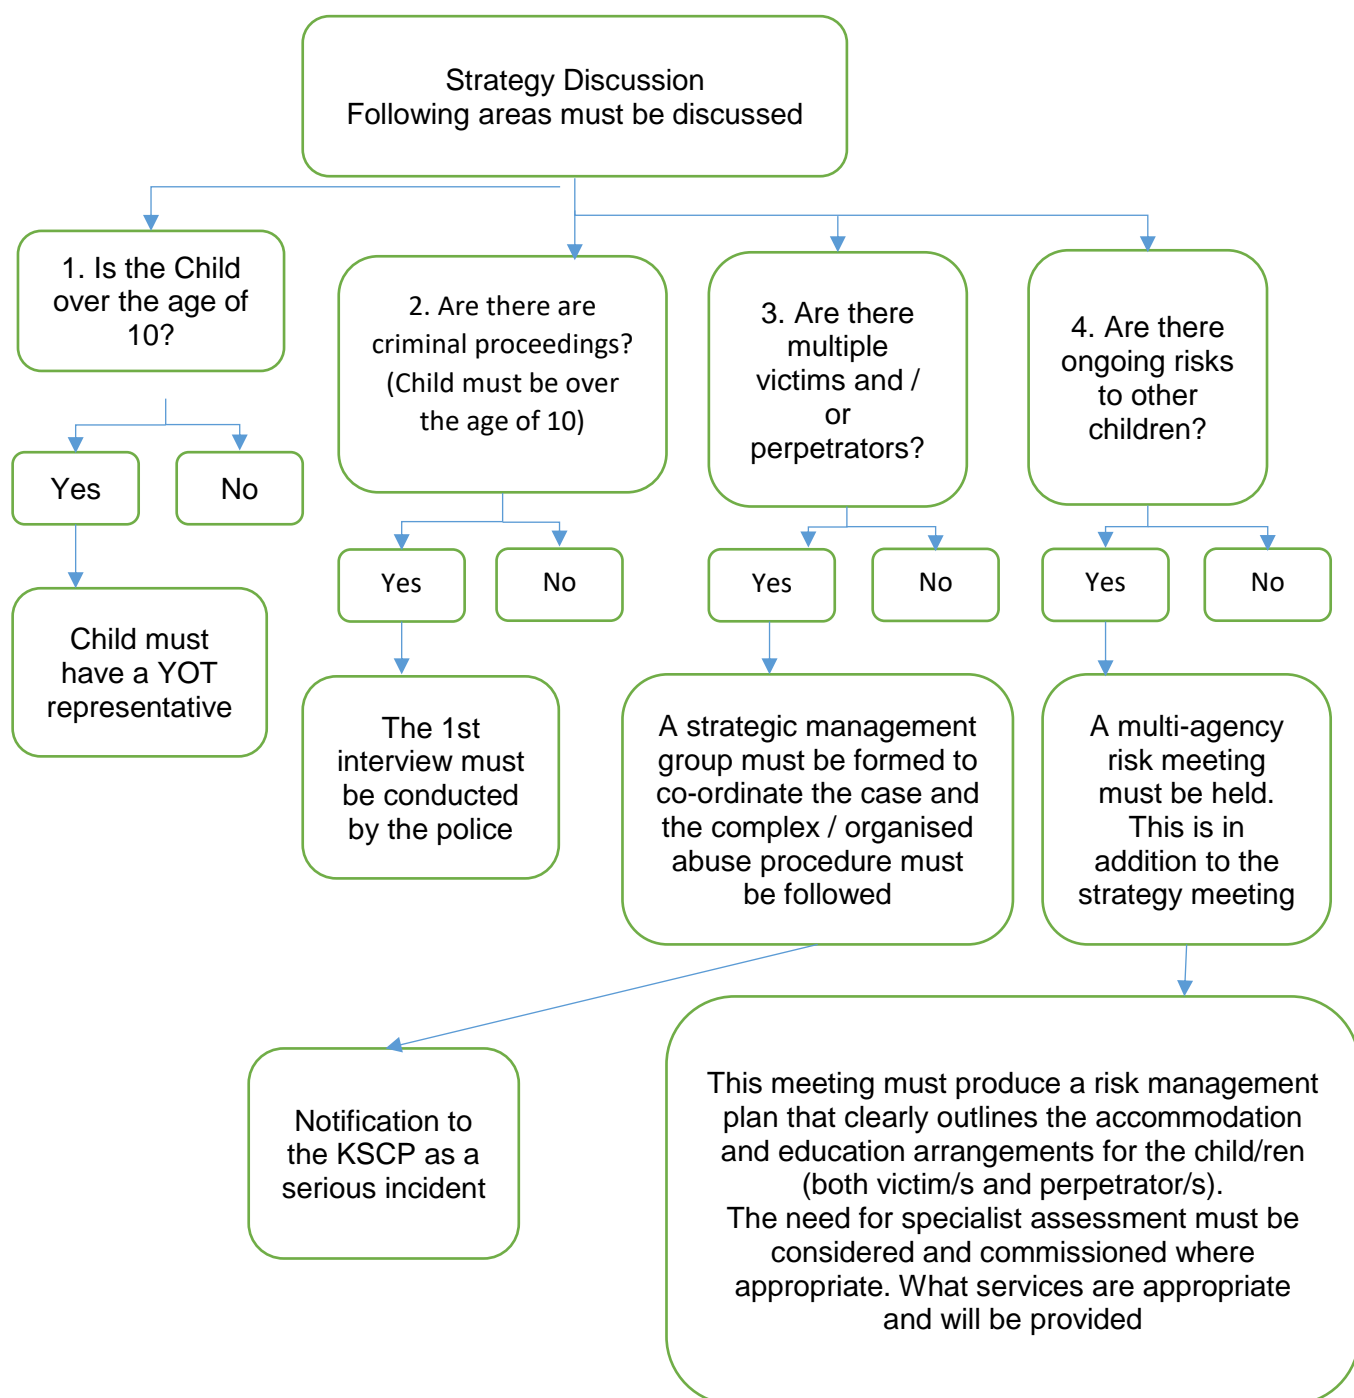 Strategy Discussion
Following areas must be discussed
1. Is the Child
over the age of
10?
Yes
No
Child must
have a YOT
representative
2. Are there are
criminal proceedings?
(Child must be over
the age of 10)
Yes
No
The 1st
interview must
be conducted
by the police
3. Are there
multiple
victims and /
or
perpetrators?
Yes
No
A strategic management
group must be formed to
co-ordinate the case and
the complex / organised
abuse procedure must
be followed
Notification to
the KSCP as a
serious incident
4. Are there
ongoing risks
to other
children?
Yes
No
A multi-agency
risk meeting
must be held.
This is in
addition to the
strategy meeting
This meeting must produce a risk management
plan that clearly outlines the accommodation
and education arrangements for the child/ren
(both victim/s and perpetrator/s).
The need for specialist assessment must be
considered and commissioned where
appropriate. What services are appropriate
and will be provided